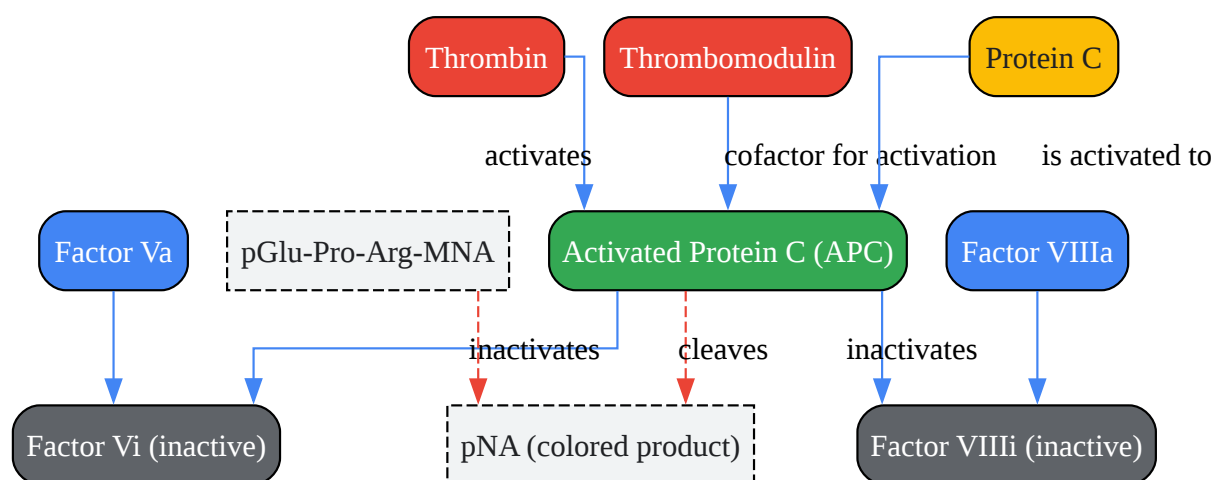 Thrombin
Thrombomodulin
Protein C
activates
cofactor for activation
is activated to
Factor Va
pGlu-Pro-Arg-MNA
Activated Protein C (APC)
Factor VIIIa
inactivates
cleaves
inactivates
Factor Vi (inactive)
pNA (colored product)
Factor VIIIi (inactive)